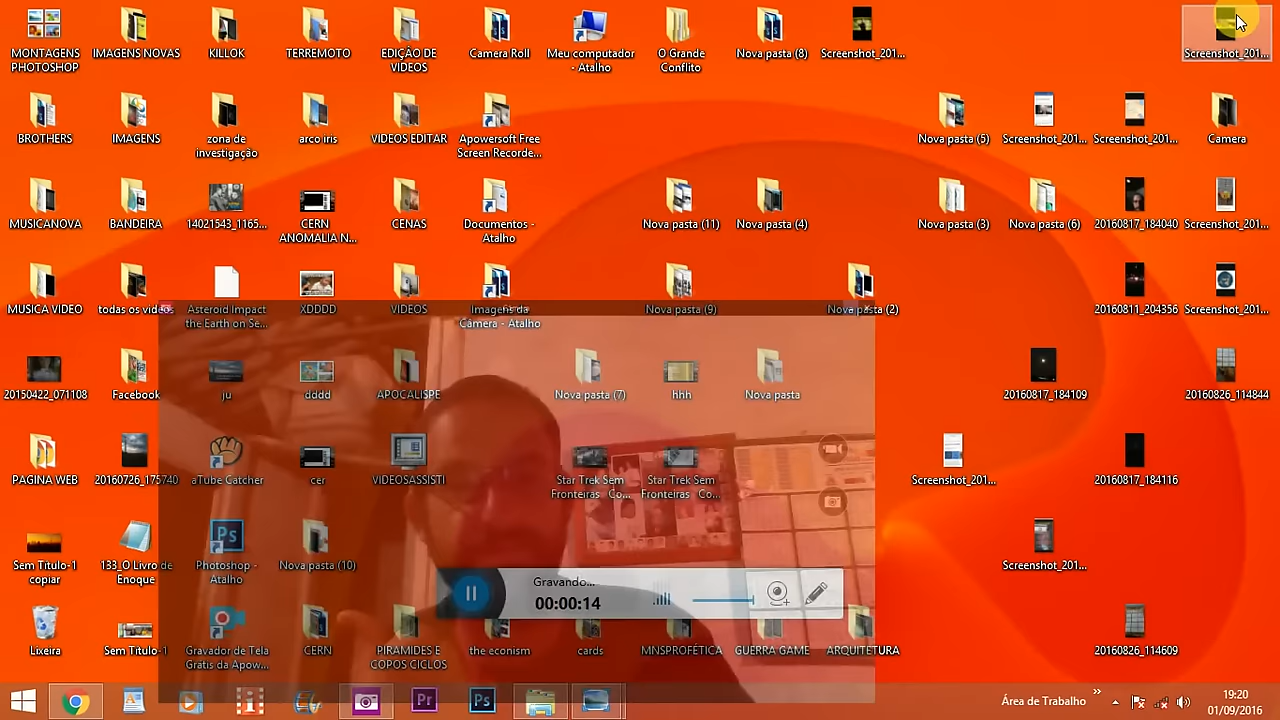 MONTAGENS
PHOTOSHOP
IMAGENS NOVAS
KILLOK
TERREMOTO
EDIÇÃO DE
VIDEOS
Camera Roll
Meu computador
- Atalho
O Grande
Conflito
Nova pasta (8)
Screenshot_201...
Screenshot_201...
BROTHERS
IMAGENS
zona de
investigação
arco iris
VIDEOS EDITAR
Apowersoft Free
Screen Recorde...
Nova pasta (5)
Screenshot_201...
Screenshot_201...
Camera
MUSICANOVA
BANDEIRA
14021543_1165...
CERN
ANOMALIA N...
CENAS
Documentos -
Atalho
Nova pasta (11)
Nova pasta (4)
Nova pasta (3)
Nova pasta (6)
20160817_184040
Screenshot_201...
MUSICA VIDEO
todas os videos
Asteroid Impact
the Earth on Se...
XDDDD
VIDEOS
Imagens da
Câmera - Atalho
Nova pasta (9)
Nova pasta (2)
20160811_204356
Screenshot_201...
20150422_071108
Facebook
ju
dddd
APOCALISPE
Nova pasta (7)
hhh
Nova pasta
20160817_184109
20160826_114844
PAGINA WEB
20160726_175740
aTube Catcher
cer
VIDEOSASSISTI
Star Trek Sem
Fronteiras Co...
Star Trek Sem
Fronteiras Co...
Screenshot_201...
20160817_184116
Sem Titulo-1
copiar
133_O Livro de
Enoque
Ps
Photoshop -
Atalho
Nova pasta (10)
Gravando...
00:00:14
Screenshot_201...
Lixeira
Sem Titulo-1
Gravador de Tela
Grátis da Apow...
CERN
PIRAMIDES E
COPOS CICLOS
the econism
cards
MNSPROFÉTICA
GUERRA GAME
ARQUITETURA
20160826_114609
Pr
Ps
Área de Trabalho
19:20
01/09/2016